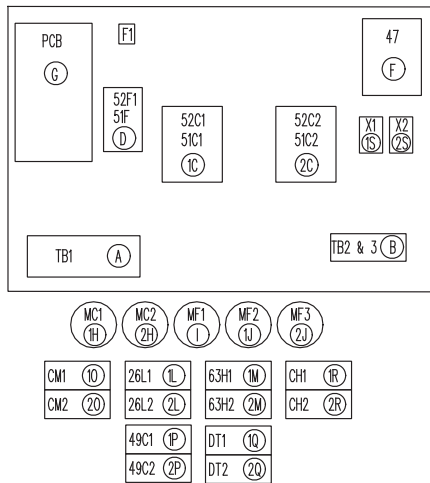 PCB
G
F1
47
F
52F1
51F
D
52C1
51C1
1C
52C2
51C2
2C
X1
1S
X2
2S
TB1 A
TB2 & 3 B
MC1
1H
MC2
2H
MF1
I
MF2
1J
MF3
2J
CM1 1O
CM2 2O
26L1 1L
26L2 2L
63H1 1M
63H2 2M
CH1 1R
CH2 2R
49C1 1P
49C2 2P
DT1 1Q
DT2 2Q